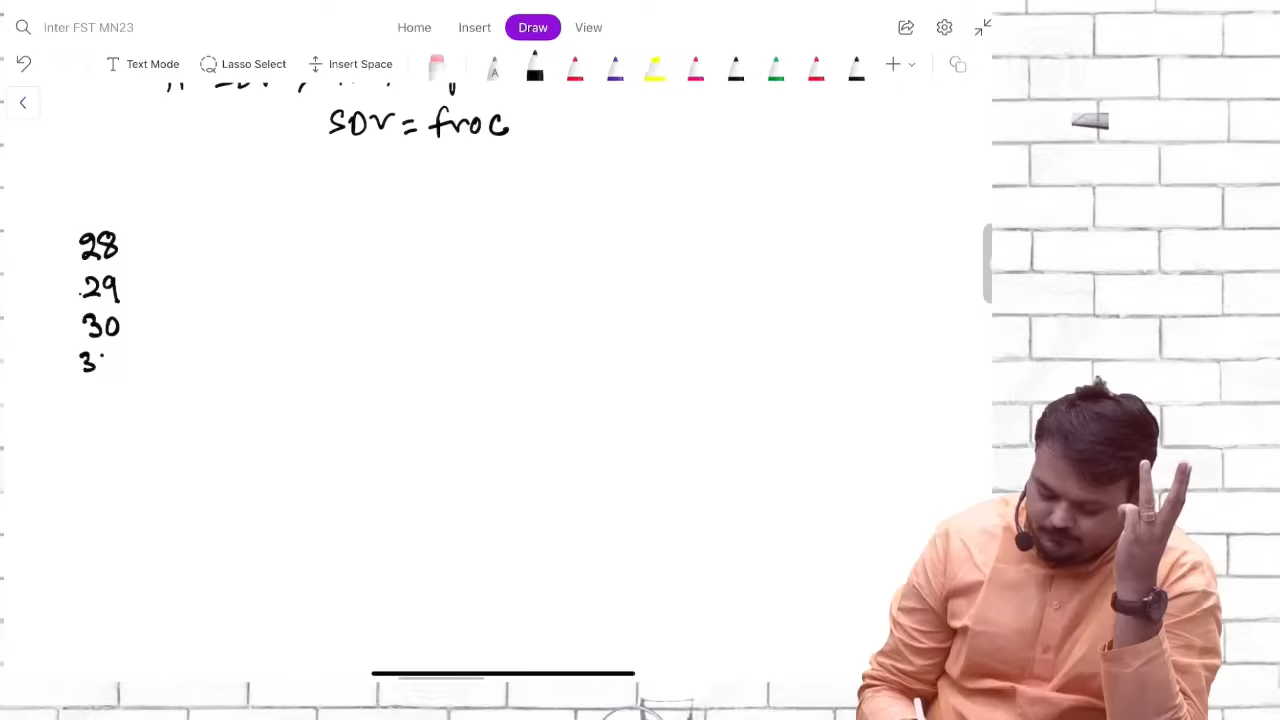 Inter FST MN23
Home Insert Draw View
Text Mode Lasso Select Insert Space
SDV = FROC
28
29
30
3